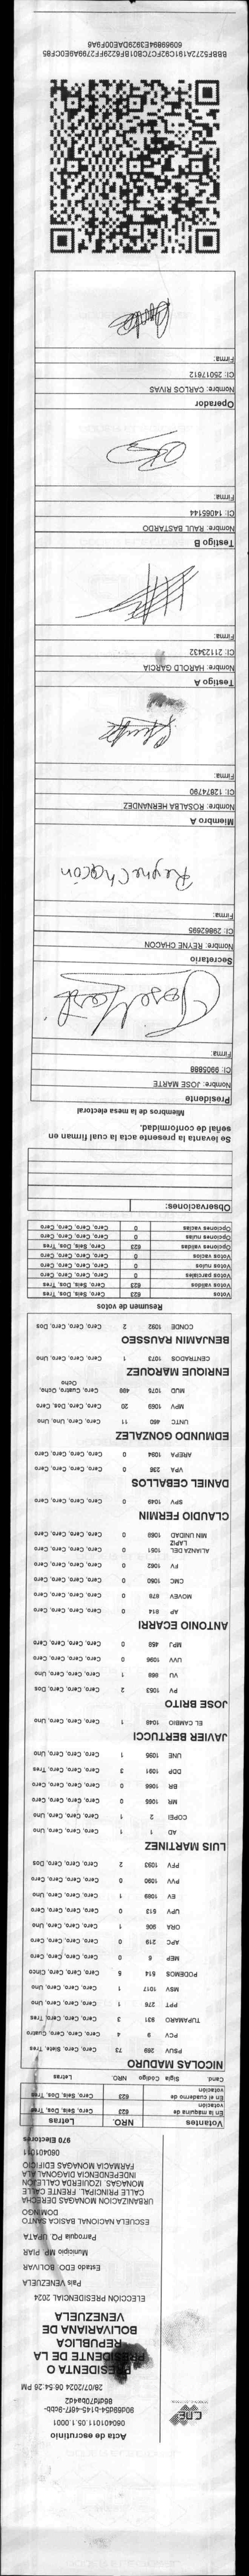 CNE
Acta de escrutinio
060401011.05.1.0001
90d69d54-b145-46f7-9cbb-
86dfd70ba4d2
28/07/2024 06:54:26 PM
PRESIDENTA O
PRESIDENTE DE LA
REPUBLICA
BOLIVARIANA DE
VENEZUELA
ELECCIÓN PRESIDENCIAL 2024
País VENEZUELA
Estado EDO. BOLIVAR
Municipio MP. PIAR
Parroquia PQ. UPATA
ESCUELA NACIONAL BASICA SANTO
DOMINGO
URBANIZACION MONAGAS DERECHA
CALLE PRINCIPAL. FRENTE CALLE
MONAGAS. IZQUIERDA CALLEJON
INDEPENDENCIA DIAGONAL A LA
FARMACIA MONAGAS EDIFICIO
060401011
970 Electores
Votantes NRO. Letras
En la máquina de votación 623 Cero, Seis, Dos, Tres
En el cuaderno de votación 623 Cero, Seis, Dos, Tres
Cand. Sigla Código NRO. Letras
NICOLAS MADURO
PSUV 269 73 Cero, Cero, Siete, Tres
PCV 9 4 Cero, Cero, Cero, Cuatro
TUPAMARO 931 3 Cero, Cero, Cero, Tres
PPT 276 1 Cero, Cero, Cero, Uno
MSV 1017 1 Cero, Cero, Cero, Uno
PODEMOS 514 5 Cero, Cero, Cero, Cinco
MEP 6 0 Cero, Cero, Cero, Cero
APC 219 0 Cero, Cero, Cero, Cero
ORA 906 1 Cero, Cero, Cero, Uno
UPV 613 0 Cero, Cero, Cero, Cero
EV 1089 1 Cero, Cero, Cero, Uno
PVV 1090 0 Cero, Cero, Cero, Cero
PFV 1093 2 Cero, Cero, Cero, Dos
LUIS MARTINEZ
AD 1 1 Cero, Cero, Cero, Uno
COPEI 2 1 Cero, Cero, Cero, Uno
MR 1065 0 Cero, Cero, Cero, Cero
BR 1066 0 Cero, Cero, Cero, Cero
DDP 1091 3 Cero, Cero, Cero, Tres
UNE 1095 1 Cero, Cero, Cero, Uno
JAVIER BERTUCCI
EL CAMBIO 1048 1 Cero, Cero, Cero, Uno
JOSE BRITO
PV 1053 2 Cero, Cero, Cero, Dos
VU 868 1 Cero, Cero, Cero, Uno
UVV 1096 0 Cero, Cero, Cero, Cero
MPJ 458 0 Cero, Cero, Cero, Cero
ANTONIO ECARRI
AP 814 0 Cero, Cero, Cero, Cero
MOVEV 878 0 Cero, Cero, Cero, Cero
CMC 1050 0 Cero, Cero, Cero, Cero
FV 1062 0 Cero, Cero, Cero, Cero
ALIANZA DEL LAPIZ 1051 0 Cero, Cero, Cero, Cero
MIN UNIDAD 1068 0 Cero, Cero, Cero, Cero
CLAUDIO FERMIN
SPV 1049 0 Cero, Cero, Cero, Cero
DANIEL CEBALLOS
VPA 236 0 Cero, Cero, Cero, Cero
AREPA 1094 0 Cero, Cero, Cero, Cero
EDMUNDO GONZALEZ
UNTC 460 11 Cero, Cero, Uno, Uno
MPV 1069 20 Cero, Cero, Dos, Cero
MUD 1075 488 Cero, Cuatro, Ocho,
Ocho
ENRIQUE MARQUEZ
CENTRADOS 1073 1 Cero, Cero, Cero, Uno
BENJAMIN RAUSSEO
CONDE 1092 2 Cero, Cero, Cero, Dos
Resumen de votos
Votos 623 Cero, Seis, Dos, Tres
Votos validos 623 Cero, Seis, Dos, Tres
Votos parciales 0 Cero, Cero, Cero, Cero
Votos nulos 0 Cero, Cero, Cero, Cero
Votos vacíos 0 Cero, Cero, Cero, Cero
Opciones validas 623 Cero, Seis, Dos, Tres
Opciones nulas 0 Cero, Cero, Cero, Cero
Opciones vacías 0 Cero, Cero, Cero, Cero
Observaciones:
Se levanta la presente acta la cual firman en
señal de conformidad.
Miembros de la mesa electoral
Presidente
Nombre: JOSE MARTE
CI: 9905888
Firma:
Jose Marte
Secretario
Nombre: REYNE CHACON
CI: 29862695
Firma:
Reyne Chacón
Miembro A
Nombre: ROSALBA HERNANDEZ
CI: 12874790
Firma:
Testigo A
Nombre: HAROLD GARCIA
CI: 21123432
Firma:
Testigo B
Nombre: RAUL BASTARDO
CI: 14065144
Firma:
Operador
Nombre: CARLOS RIVAS
CI: 25017612
Firma:
BBBF5272A191C92FC7CB01BF6229FF2799A9E0CF85
60969894E3929DAE00F9A6